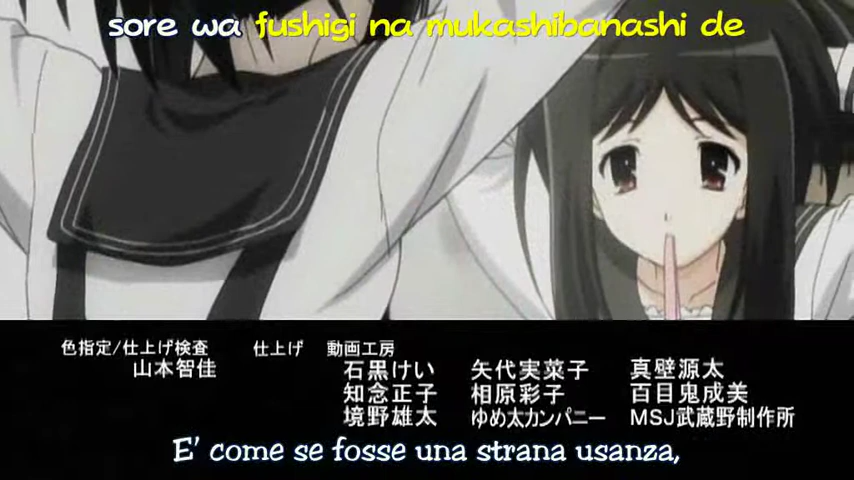 sore wa fushigi na mukashibanashi de
色指定/仕上げ検査 仕上げ 動画工房
山本智佳 石黒けい 矢代実菜子 真壁源太
知念正子 相原彩子 百目鬼成美
境野雄太 ゆめ太カンパニー MSJ武蔵野制作所
E' come se fosse una strana usanza,